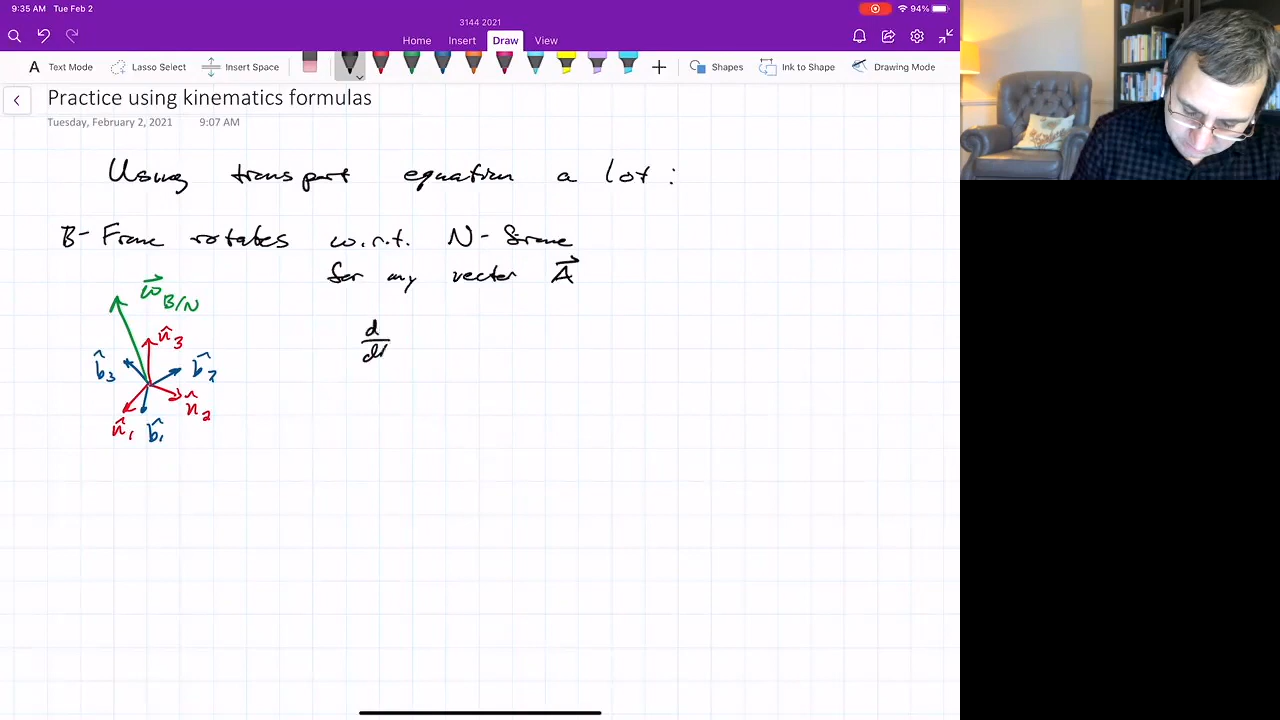 9:35 AM Tue Feb 2
94%
3144 2021
Home Insert Draw View
Text Mode Lasso Select Insert Space Shapes Ink to Shape Drawing Mode
Practice using kinematics formulas
Tuesday, February 2, 2021 9:07 AM
Using transport equation a lot :
B-Frame rotates w.r.t. N-frame
for any vector A⃗
ω⃗ B/N
n̂3
b̂3 b̂2
n̂2
n̂1 b̂1
d
dt